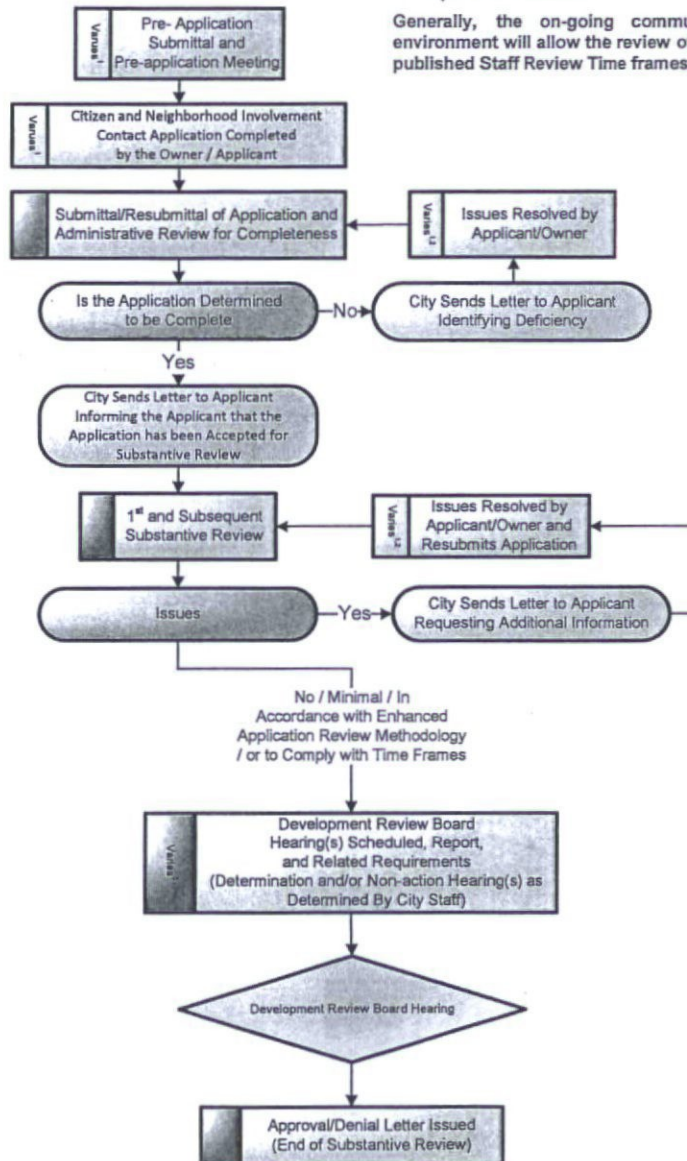 Generally, the on-going
environment will allow the review
published Staff Review Time frames
Pre- Application
Submittal and
Pre-application Meeting
Varies¹
Citizen and Neighborhood Involvement
Contact Application Completed
by the Owner / Applicant
Varies¹
Submittal/Resubmittal of Application and
Administrative Review for Completeness
Issues Resolved by
Applicant/Owner
Varies¹,²
Is the Application Determined
to be Complete
No
City Sends Letter to Applicant
Identifying Deficiency
Yes
City Sends Letter to Applicant
Informing the Applicant that the
Application has been Accepted for
Substantive Review
1st and Subsequent
Substantive Review
Issues Resolved by
Applicant/Owner and
Resubmits Application
Varies¹,²
Issues
Yes
City Sends Letter to Applicant
Requesting Additional Information
No / Minimal / In
Accordance with Enhanced
Application Review Methodology
/ or to Comply with Time Frames
Development Review Board
Hearing(s) Scheduled, Report,
and Related Requirements
(Determination and/or Non-action Hearing(s) as
Determined By City Staff)
Varies¹
Development Review Board Hearing
Approval/Denial Letter Issued
(End of Substantive Review)